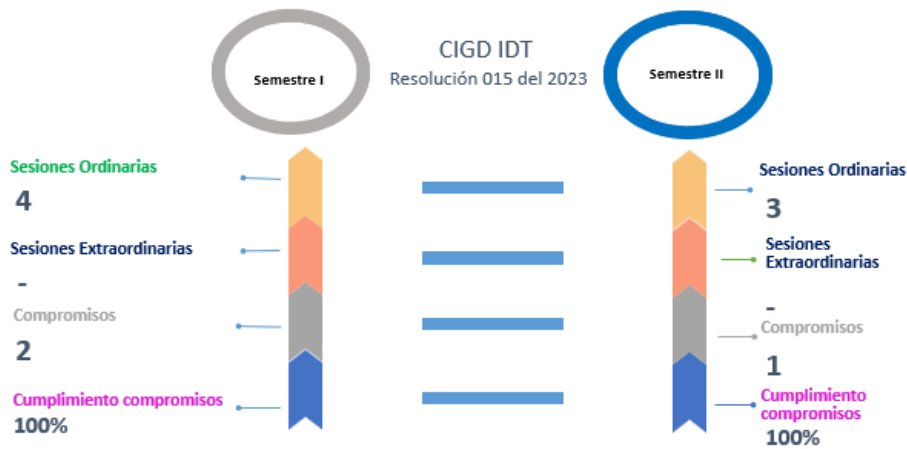 CIGD IDT
Resolución 015 del 2023
Semestre I
Sesiones Ordinarias
4
Sesiones Extraordinarias
-
Compromisos
2
Cumplimiento compromisos
100%
Semestre II
Sesiones Ordinarias
3
Sesiones
Extraordinarias
-
Compromisos
1
Cumplimiento
compromisos
100%